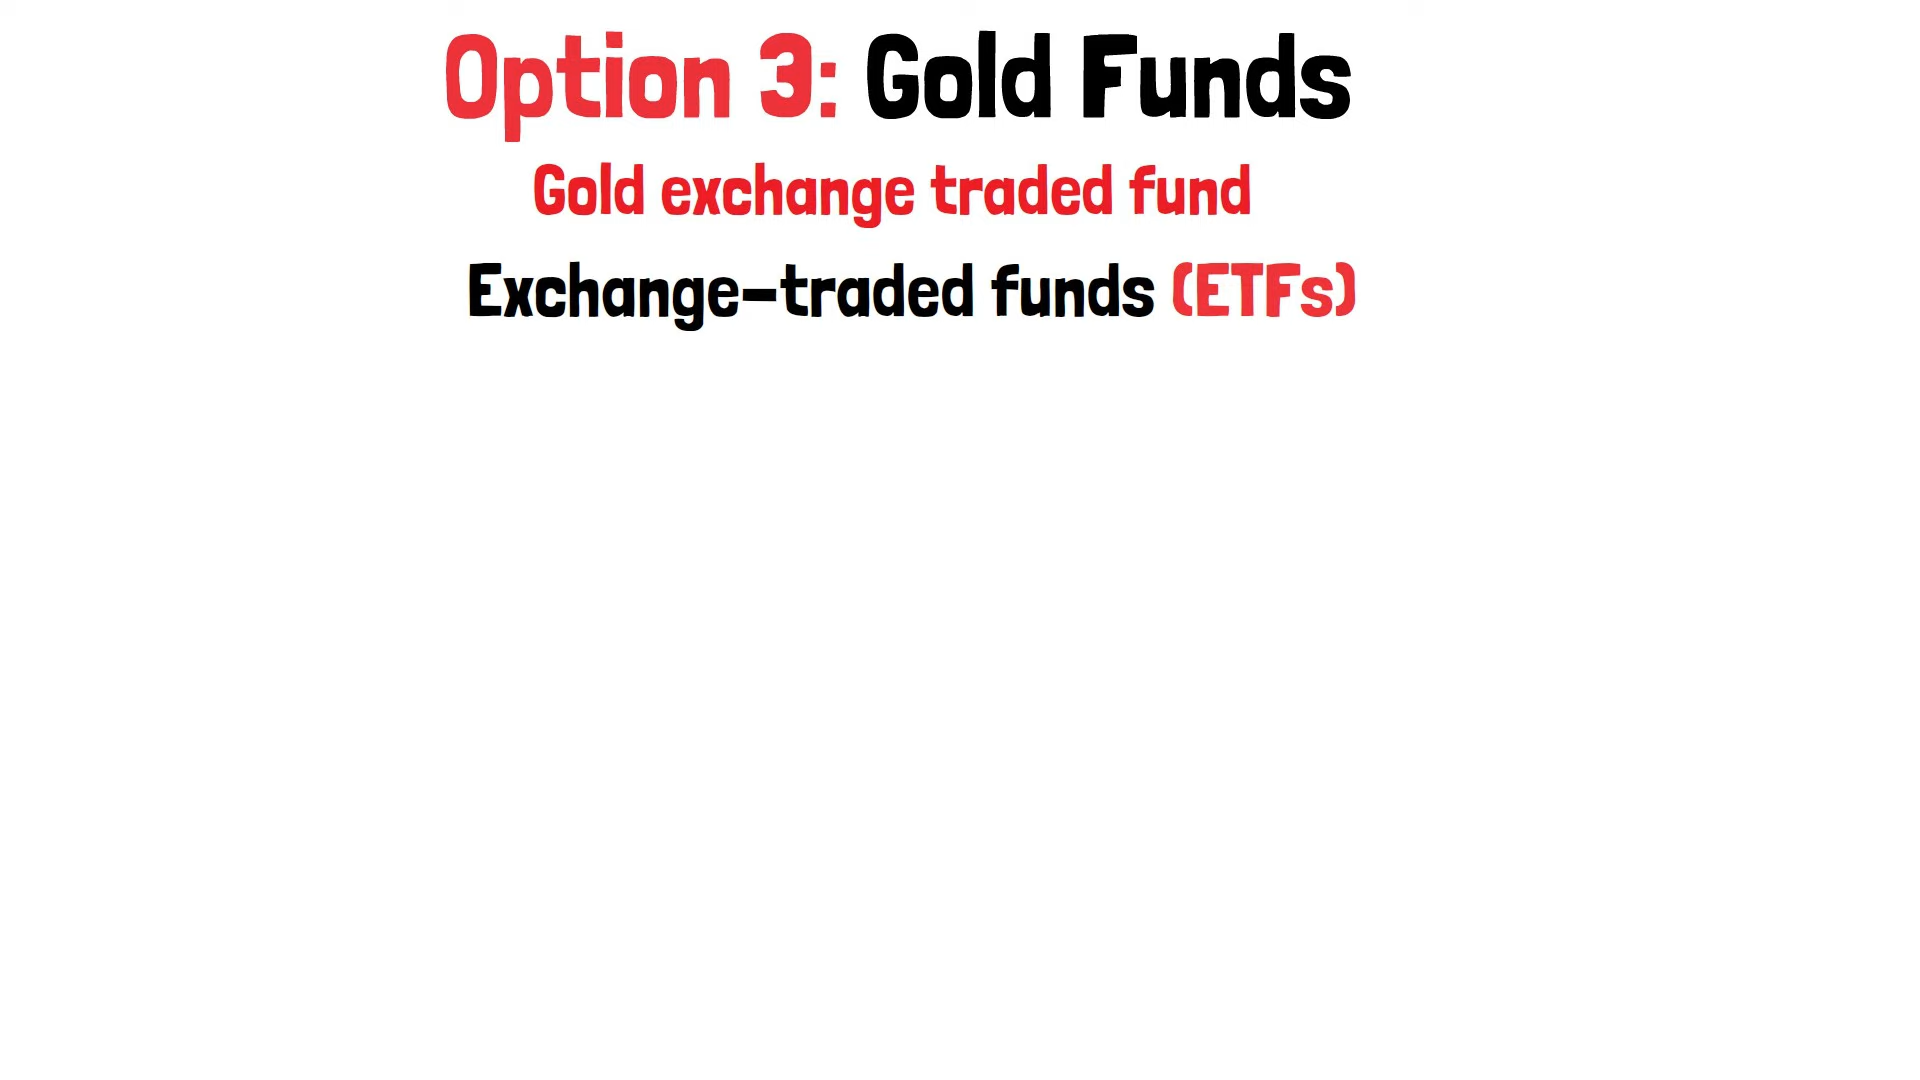 Option 3: Gold Funds
Gold exchange traded fund
Exchange-traded funds (ETFs)